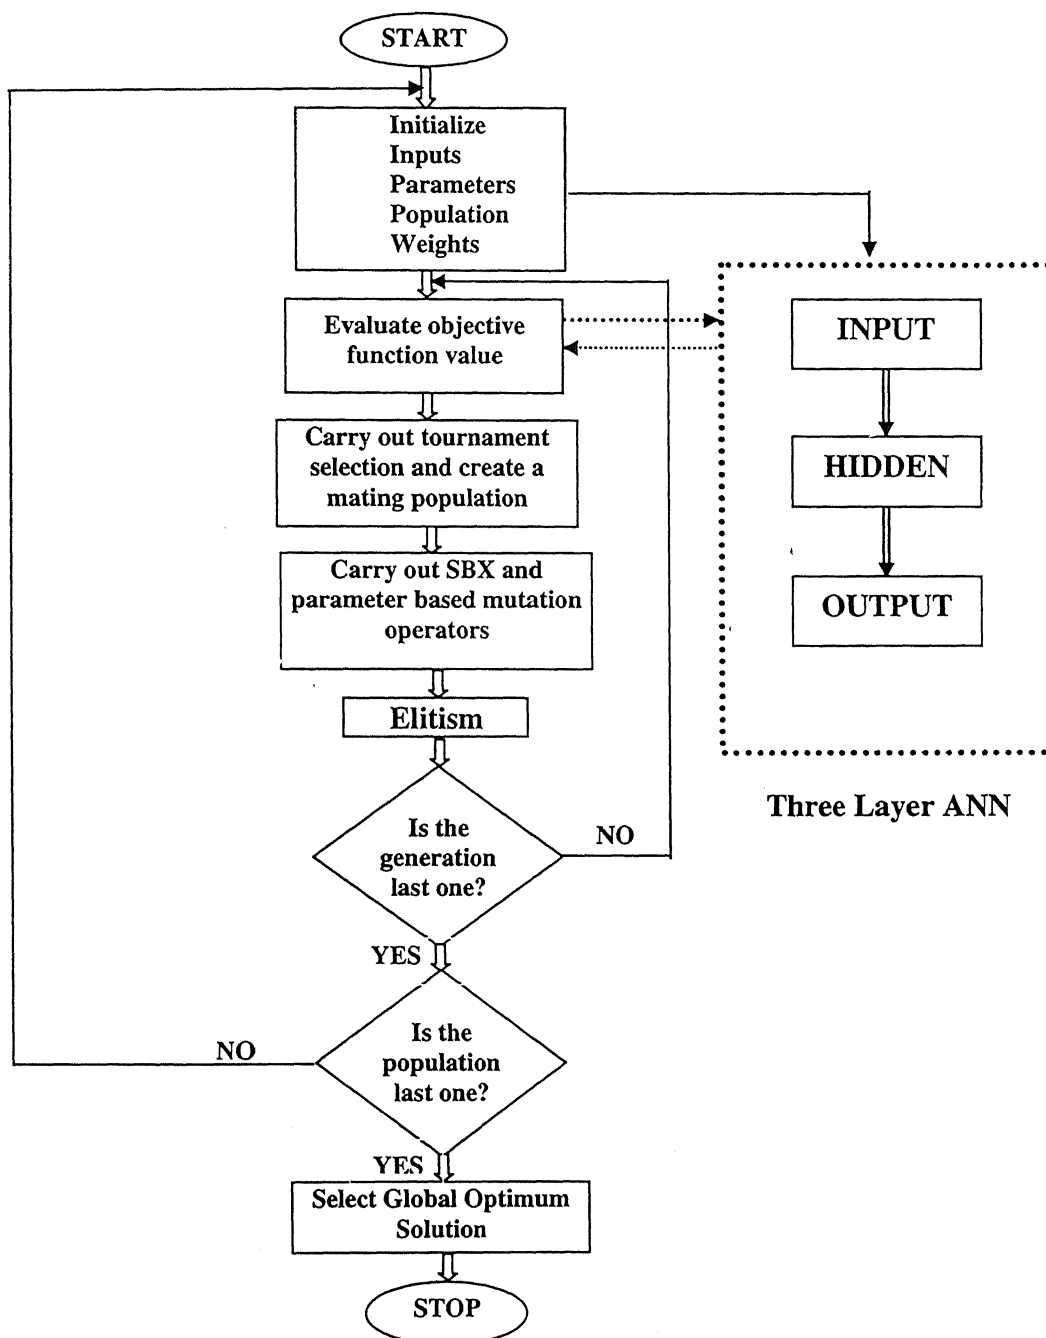 START
Initialize
Inputs
Parameters
Population
Weights
Evaluate objective
function value
INPUT
HIDDEN
OUTPUT
Three Layer ANN
Carry out tournament
selection and create a
mating population
Carry out SBX and
parameter based mutation
operators
Elitism
Is the
generation
last one?
NO
YES
Is the
population
last one?
NO
YES
Select Global Optimum
Solution
STOP